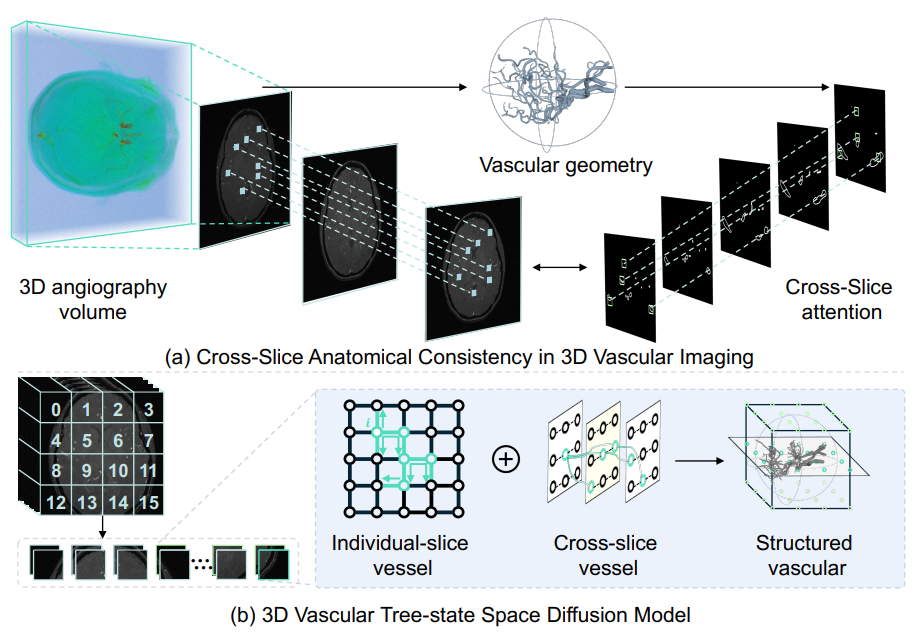 Vascular geometry
3D angiography
volume
Cross-Slice
attention
(a) Cross-Slice Anatomical Consistency in 3D Vascular Imaging
0 1 2 3
4 5 6 7
8 9 10 11
12 13 14 15
Individual-slice
vessel
Cross-slice
vessel
Structured
vascular
(b) 3D Vascular Tree-state Space Diffusion Model